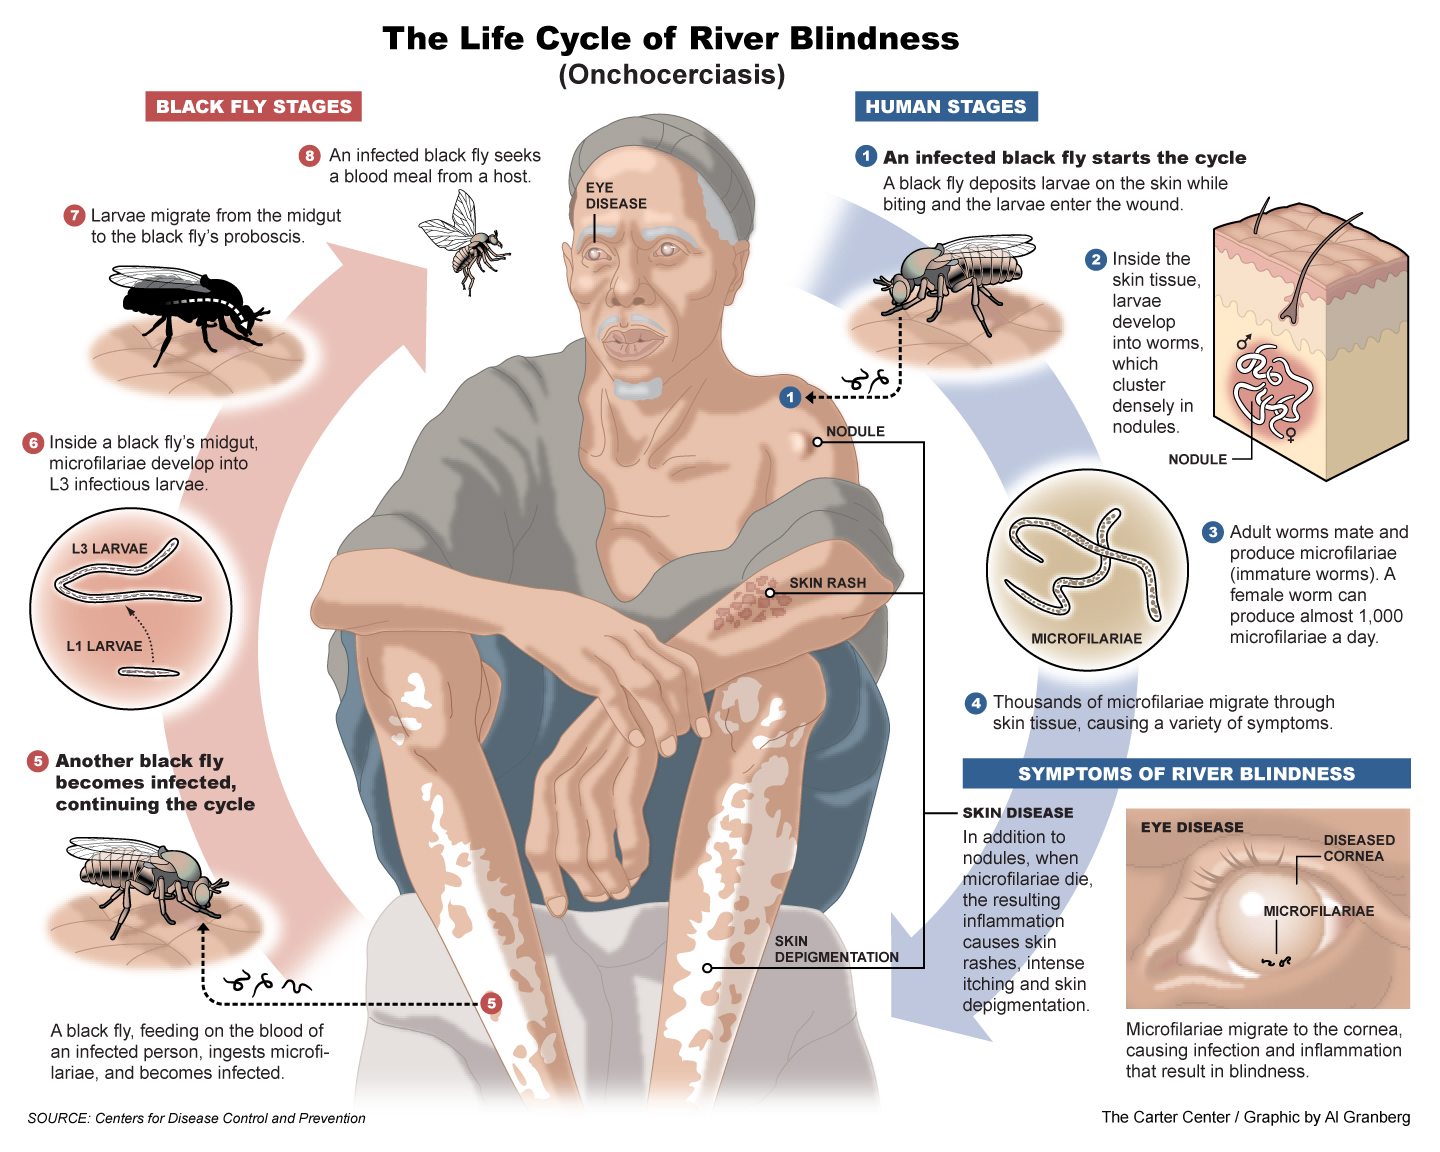 The Life Cycle of River Blindness
(Onchocerciasis)
BLACK FLY STAGES
HUMAN STAGES
8 An infected black fly seeks
a blood meal from a host.
7 Larvae migrate from the midgut
to the black fly's proboscis.
6 Inside a black fly's midgut,
microfilariae develop into
L3 infectious larvae.
L3 LARVAE
L1 LARVAE
5 Another black fly
becomes infected,
continuing the cycle
5
A black fly, feeding on the blood of
an infected person, ingests microfi-
lariae, and becomes infected.
EYE
DISEASE
1 An infected black fly starts the cycle
A black fly deposits larvae on the skin while
biting and the larvae enter the wound.
1
2 Inside the
skin tissue,
larvae
develop
into worms,
which
cluster
densely in
nodules.
♂
♀
NODULE
NODULE
SKIN RASH
SKIN
DEPIGMENTATION
MICROFILARIAE
3 Adult worms mate and
produce microfilariae
(immature worms). A
female worm can
produce almost 1,000
microfilariae a day.
4 Thousands of microfilariae migrate through
skin tissue, causing a variety of symptoms.
SYMPTOMS OF RIVER BLINDNESS
SKIN DISEASE
In addition to
nodules, when
microfilariae die,
the resulting
inflammation
causes skin
rashes, intense
itching and skin
depigmentation.
EYE DISEASE
DISEASED
CORNEA
MICROFILARIAE
Microfilariae migrate to the cornea,
causing infection and inflammation
that result in blindness.
SOURCE: Centers for Disease Control and Prevention
The Carter Center / Graphic by Al Granberg